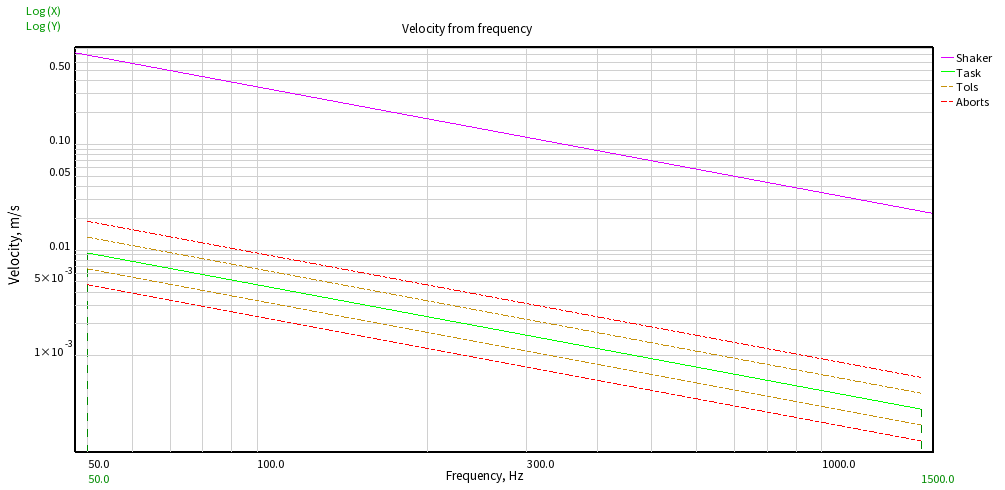 Log(X)
Log(Y)
Velocity from frequency
Shaker
Task
Tols
Aborts
Velocity, m/s
0.50
0.10
0.05
0.01
5×10⁻³
1×10⁻³
50.0 100.0 300.0 1000.0
Frequency, Hz
50.0 1500.0